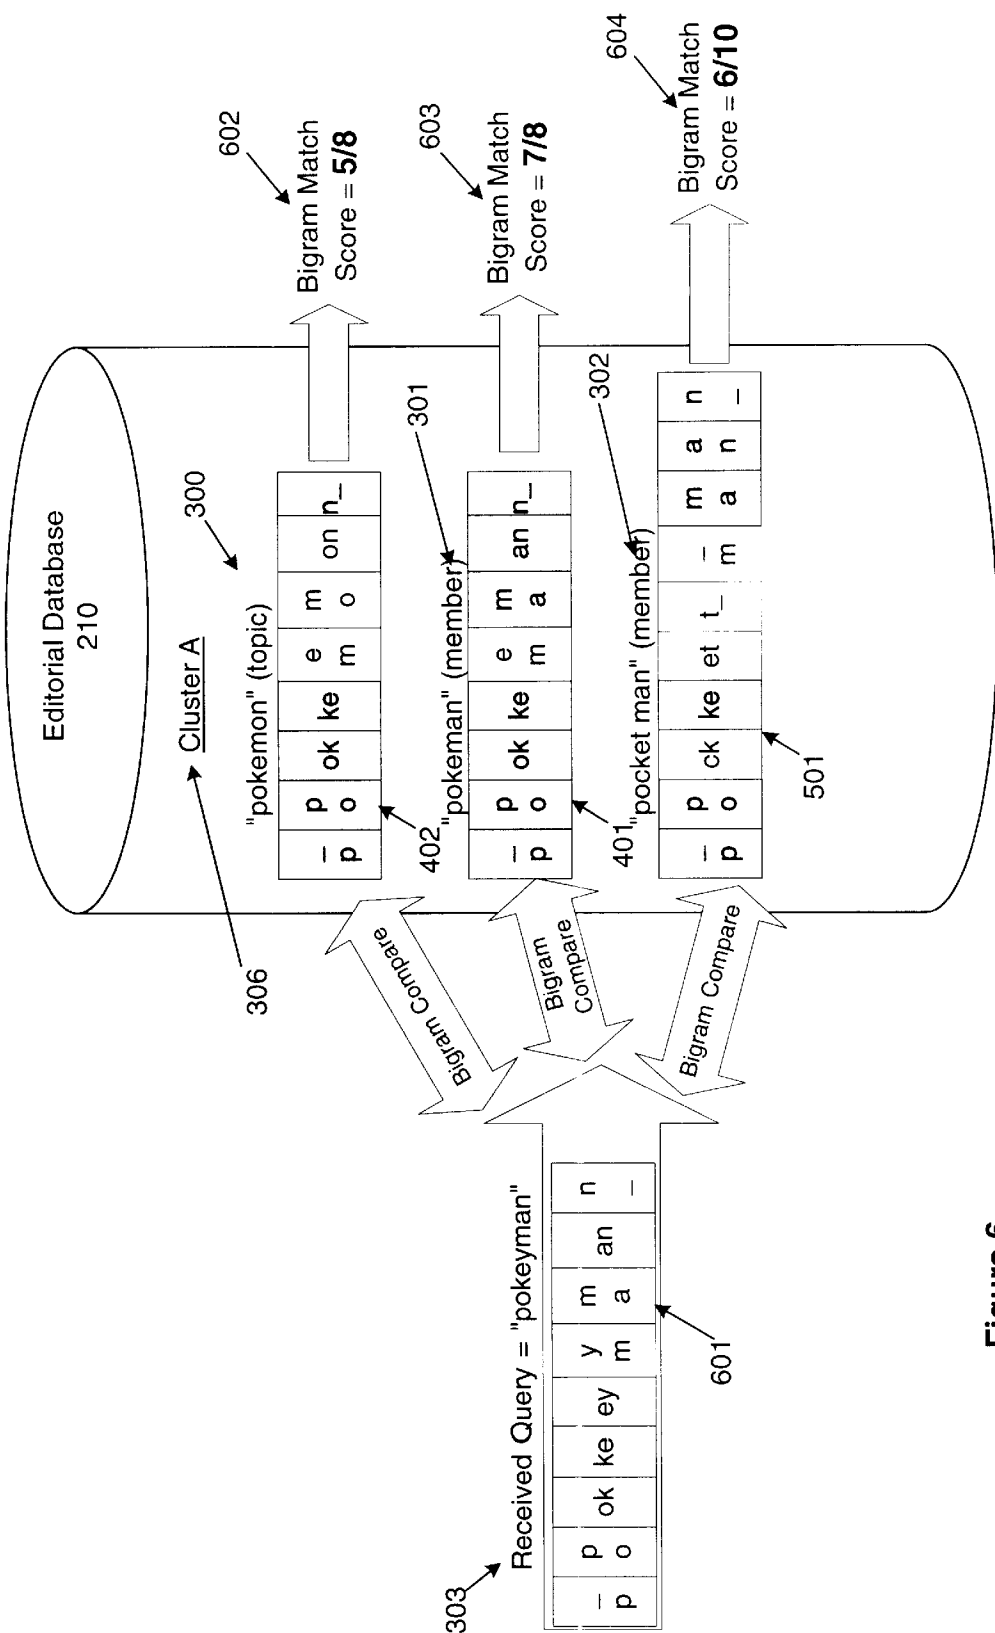 Editorial Database
210
306
Cluster A
300
"pokemon" (topic)
_p po ok ke em mo on n_
402
602
Bigram Match
Score = 5/8
Bigram Compare
301
"pokeman" (member)
_p po ok ke em ma an n_
401
603
Bigram Match
Score = 7/8
Bigram
Compare
302
"pocket man" (member)
_p po ck ke et t_ _m ma an n_
501
604
Bigram Match
Score = 6/10
Bigram Compare
303
Received Query = "pokeyman"
_p po ok ke ey ym ma an n_
601
Figure 6